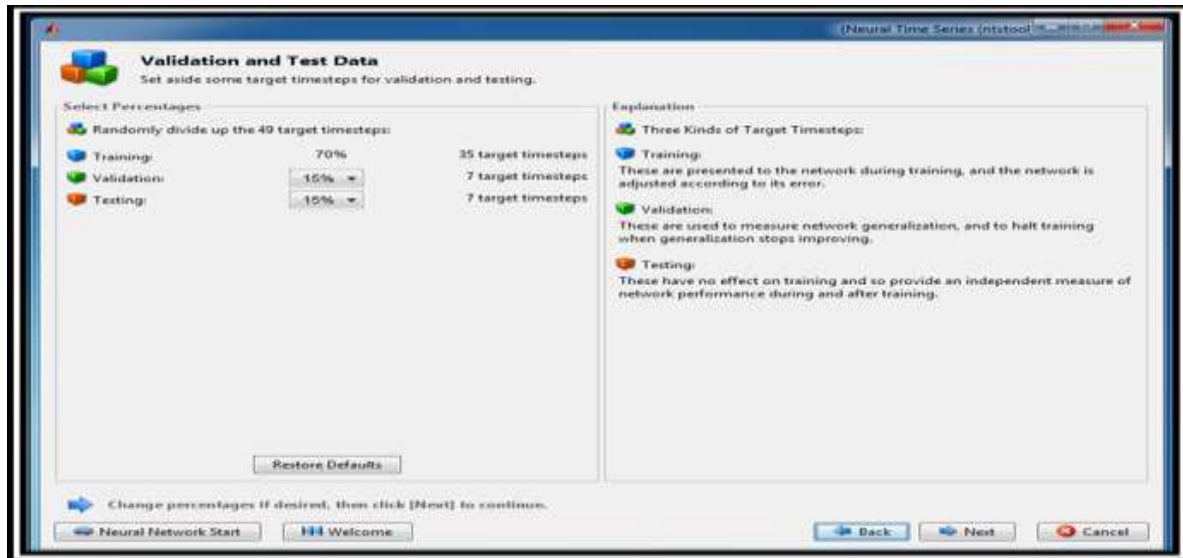 (Neural Time Series (ntstool
Validation and Test Data
Set aside some target timesteps for validation and testing.
Select Percentages
Randomly divide up the 49 target timesteps:
Training: 70% 35 target timesteps
Validation: 15% 7 target timesteps
Testing: 15% 7 target timesteps
Restore Defaults
Explanation
Three Kinds of Target Timesteps:
Training:
These are presented to the network during training, and the network is
adjusted according to its error.
Validation:
These are used to measure network generalization, and to halt training
when generalization stops improving.
Testing:
These have no effect on training and so provide an independent measure of
network performance during and after training.
Change percentages if desired, then click [Next] to continue.
Neural Network Start Welcome Back Next Cancel